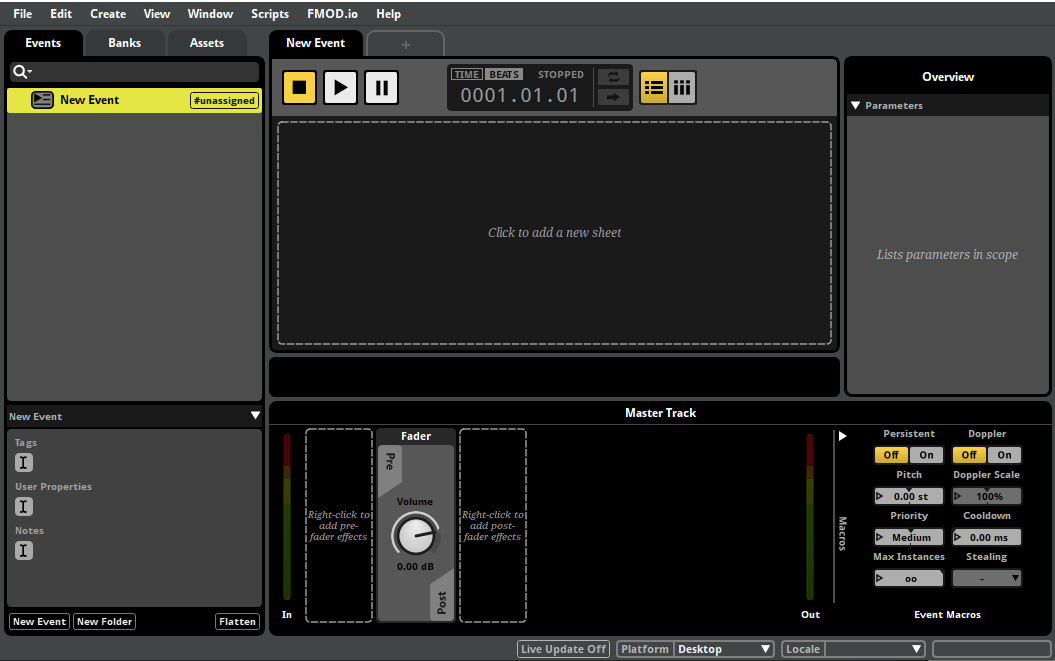 File Edit Create View Window Scripts FMOD.io Help
Events Banks Assets
New Event +
New Event #unassigned
TIME BEATS STOPPED
0001.01.01
Click to add a new sheet
Overview
Parameters
Lists parameters in scope
New Event
Tags
User Properties
Notes
New Event New Folder Flatten
Master Track
In
Right-click to
add pre-
fader effects
Fader
Pre
Volume
0.00 dB
Post
Right-click to
add post-
fader effects
Out
Macros
Persistent Doppler
Off On Off On
Pitch Doppler Scale
0.00 st 100%
Priority Cooldown
Medium 0.00 ms
Max Instances Stealing
oo -
Event Macros
Live Update Off Platform Desktop Locale